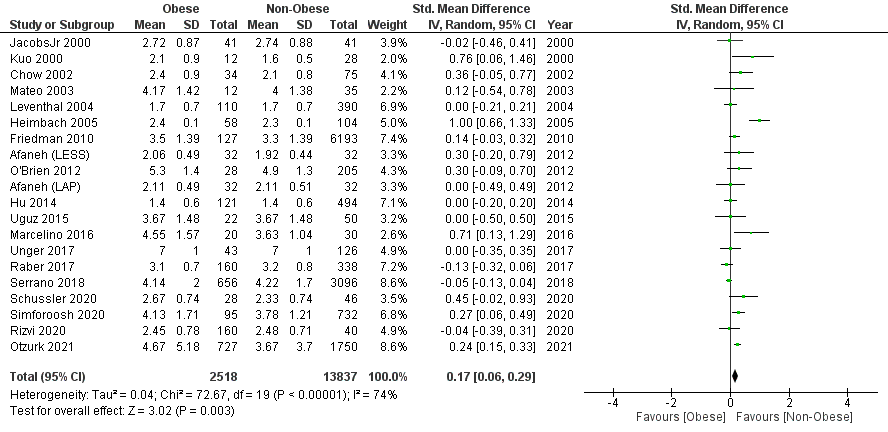 Obese Non-Obese Std. Mean Difference Std. Mean Difference
Study or Subgroup Mean SD Total Mean SD Total Weight IV, Random, 95% CI Year IV, Random, 95% CI
JacobsJr 2000 2.72 0.87 41 2.74 0.88 41 3.9% -0.02 [-0.46, 0.41] 2000
Kuo 2000 2.1 0.9 12 1.6 0.5 28 2.0% 0.76 [0.06, 1.46] 2000
Chow 2002 2.4 0.9 34 2.1 0.8 75 4.1% 0.36 [-0.05, 0.77] 2002
Mateo 2003 4.17 1.42 12 4 1.38 35 2.2% 0.12 [-0.54, 0.78] 2003
Leventhal 2004 1.7 0.7 110 1.7 0.7 390 6.9% 0.00 [-0.21, 0.21] 2004
Heimbach 2005 2.4 0.1 58 2.3 0.1 104 5.0% 1.00 [0.66, 1.33] 2005
Friedman 2010 3.5 1.39 127 3.3 1.39 6193 7.4% 0.14 [-0.03, 0.32] 2010
Afaneh (LESS) 2.06 0.49 32 1.92 0.44 32 3.3% 0.30 [-0.20, 0.79] 2012
O'Brien 2012 5.3 1.4 28 4.9 1.3 205 4.3% 0.30 [-0.09, 0.70] 2012
Afaneh (LAP) 2.11 0.49 32 2.11 0.51 32 3.3% 0.00 [-0.49, 0.49] 2012
Hu 2014 1.4 0.6 121 1.4 0.6 494 7.1% 0.00 [-0.20, 0.20] 2014
Uguz 2015 3.67 1.48 22 3.67 1.48 50 3.2% 0.00 [-0.50, 0.50] 2015
Marcelino 2016 4.55 1.57 20 3.63 1.04 30 2.7% 0.71 [0.13, 1.29] 2016
Unger 2017 7 1 43 7 1 126 4.9% 0.00 [-0.35, 0.35] 2017
Raber 2017 3.1 0.7 160 3.2 0.8 338 7.2% -0.13 [-0.32, 0.06] 2017
Serrano 2018 4.14 2 656 4.22 1.7 3096 8.7% -0.05 [-0.13, 0.04] 2018
Schussler 2020 2.67 0.74 28 2.33 0.74 46 3.5% 0.45 [-0.02, 0.93] 2020
Simforoosh 2020 4.13 1.71 95 3.78 1.21 732 6.8% 0.27 [0.06, 0.49] 2020
Rizvi 2020 2.45 0.78 160 2.48 0.71 40 4.9% -0.04 [-0.39, 0.31] 2020
Otzurk 2021 4.67 5.18 727 3.67 3.7 1750 8.6% 0.24 [0.15, 0.33] 2021
Total (95% CI) 2518 13837 100.0% 0.17 [0.06, 0.29]
Heterogeneity: Tau² = 0.04; Chi² = 72.67, df = 19 (P < 0.00001); I² = 74%
Test for overall effect: Z = 3.02 (P = 0.003)
-4 -2 0 2 4
Favours [Obese] Favours [Non-Obese]